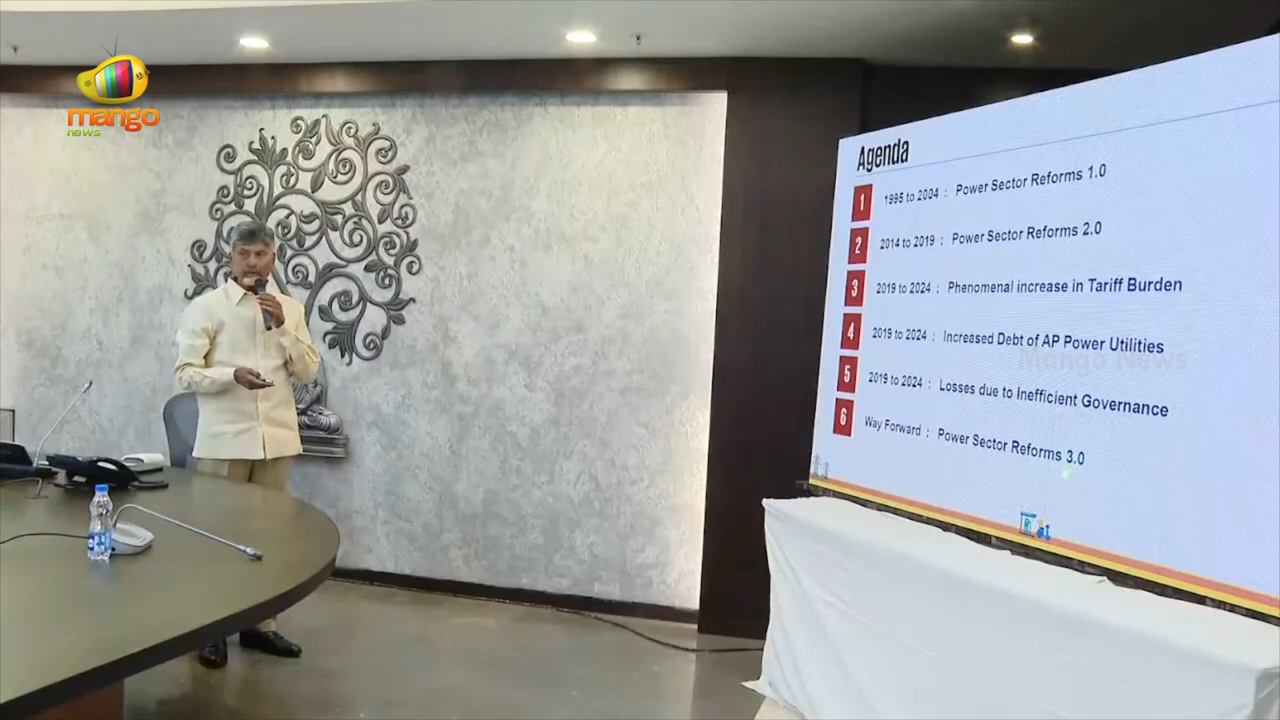 mango
news
Agenda
1 1995 to 2004 : Power Sector Reforms 1.0
2 2014 to 2019 : Power Sector Reforms 2.0
3 2019 to 2024 : Phenomenal increase in Tariff Burden
4 2019 to 2024 : Increased Debt of AP Power Utilities
Mango News
5 2019 to 2024 : Losses due to Inefficient Governance
6 Way Forward : Power Sector Reforms 3.0